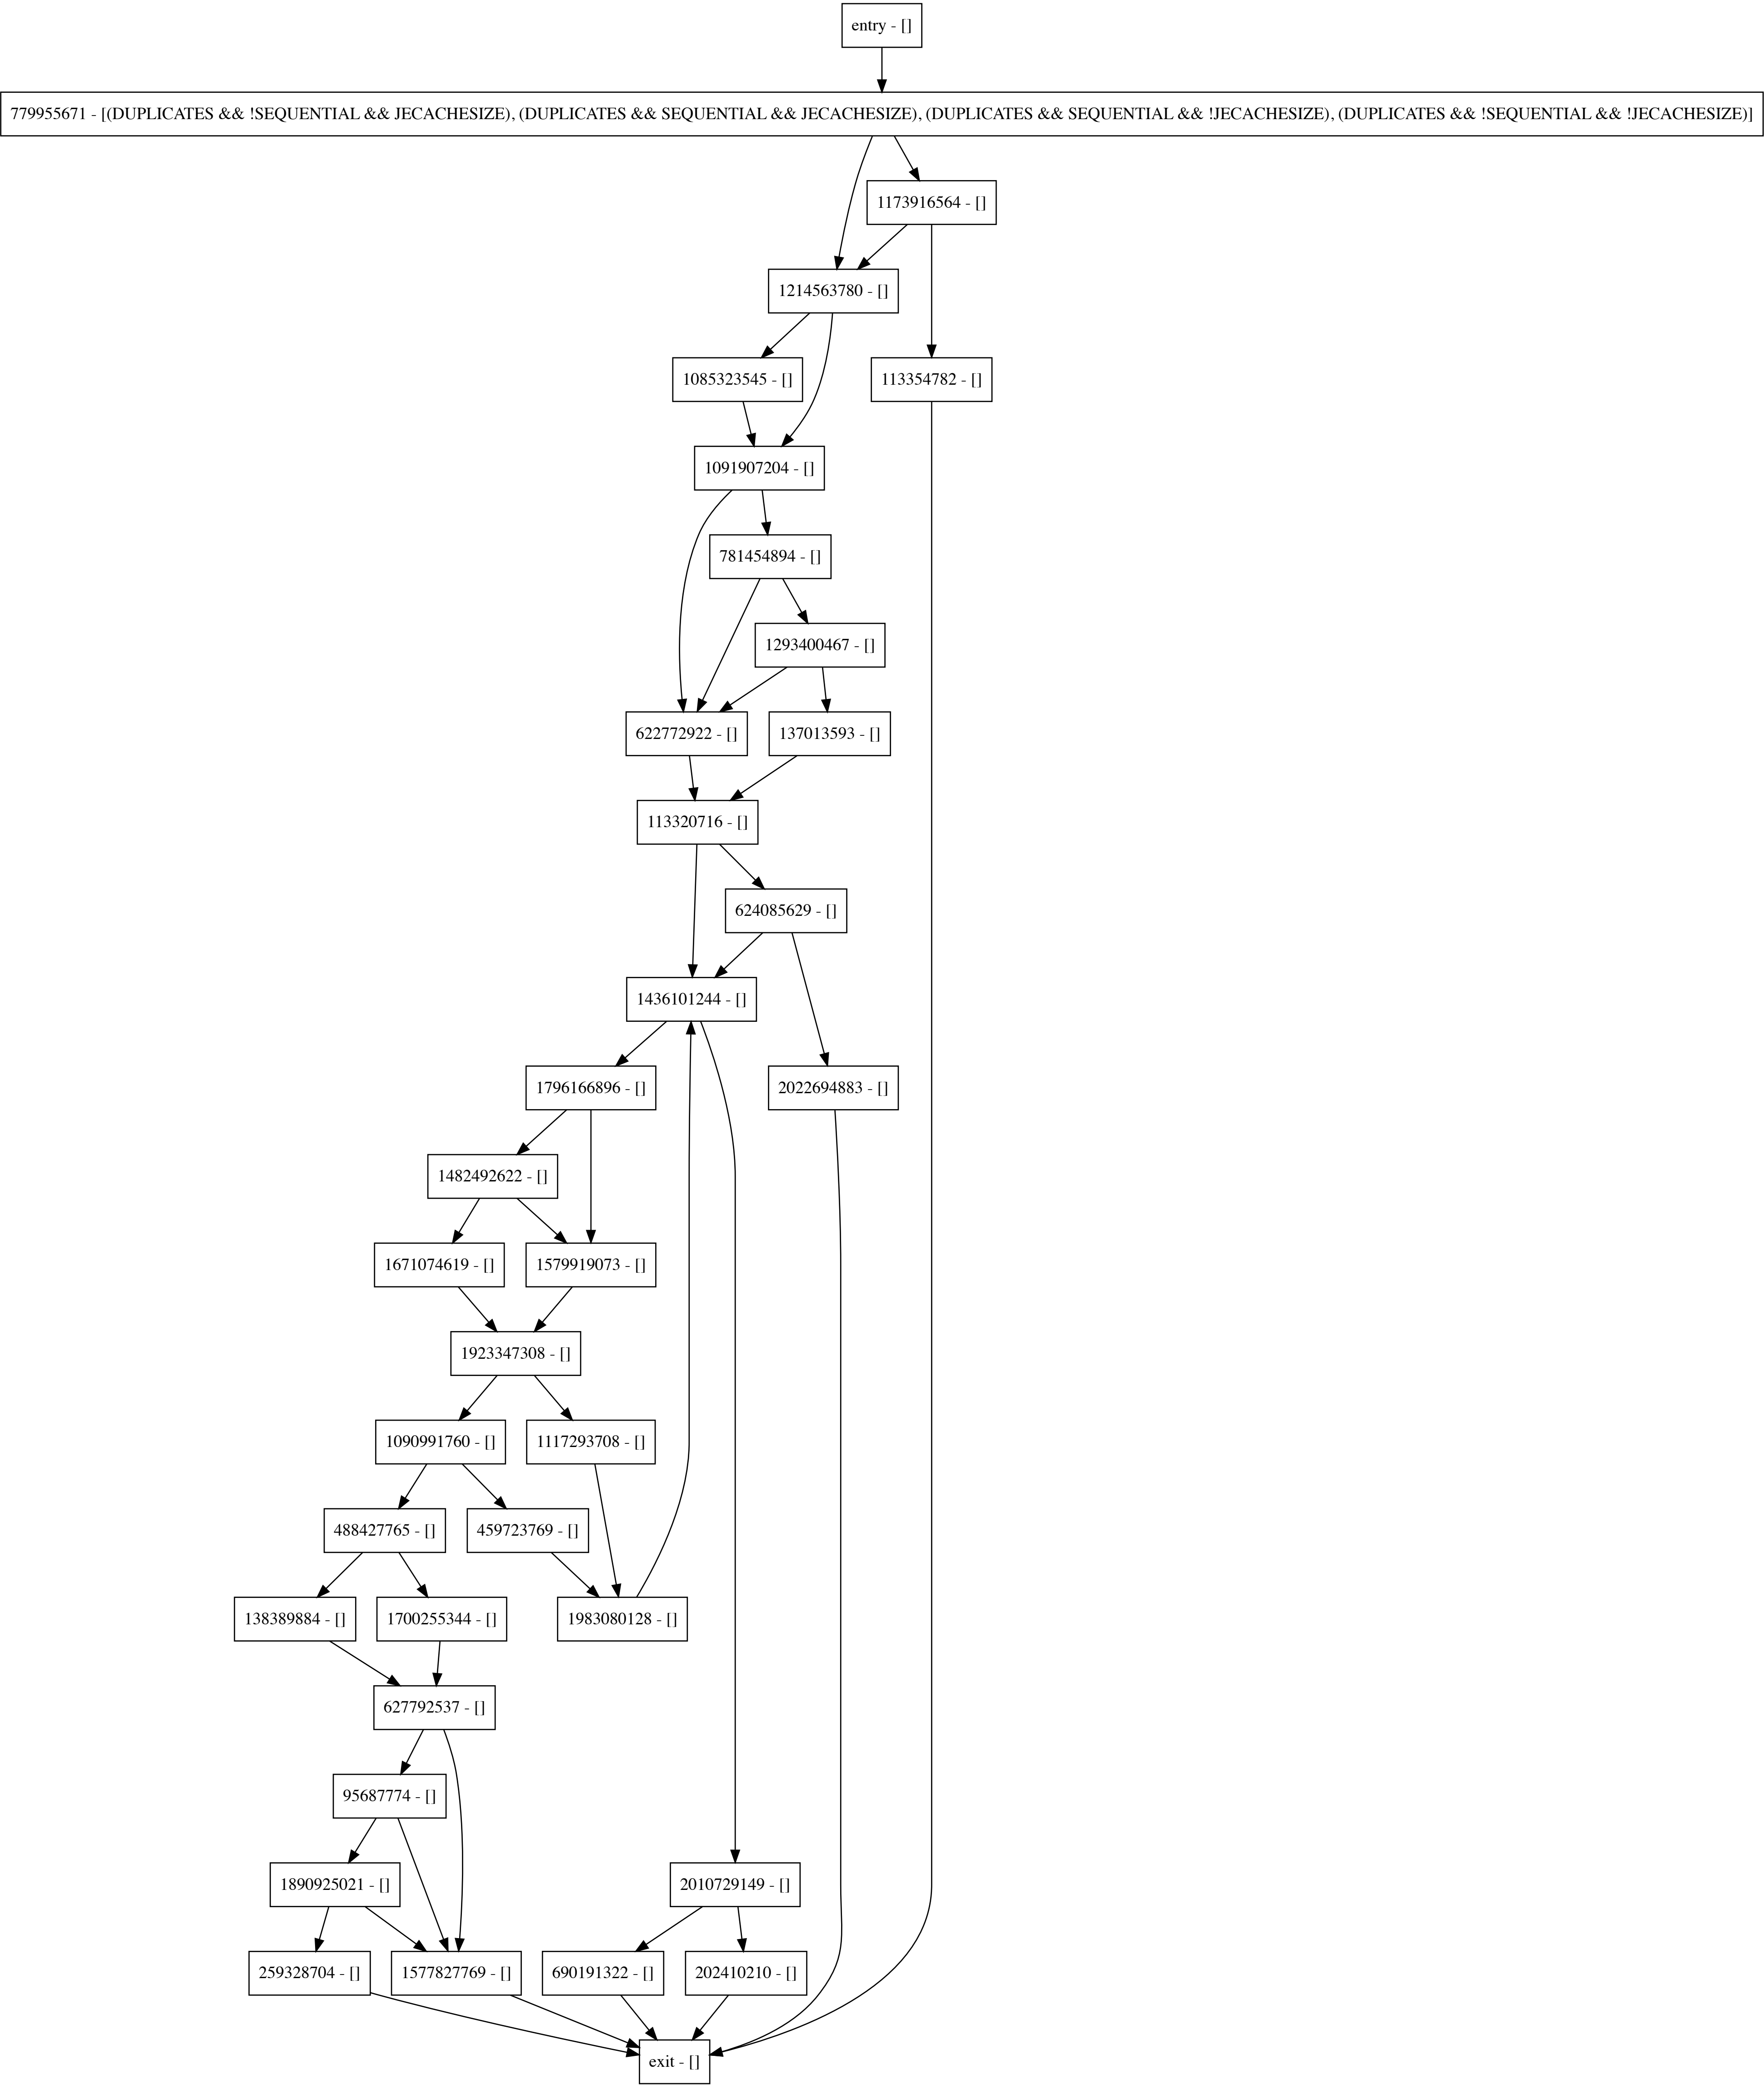 entry - []
779955671 - [(DUPLICATES && !SEQUENTIAL && JECACHESIZE), (DUPLICATES && SEQUENTIAL && JECACHESIZE), (DUPLICATES && SEQUENTIAL && !JECACHESIZE), (DUPLICATES && !SEQUENTIAL && !JECACHESIZE)]
1173916564 - []
1214563780 - []
1085323545 - []
113354782 - []
1091907204 - []
781454894 - []
1293400467 - []
622772922 - []
137013593 - []
113320716 - []
624085629 - []
1436101244 - []
1796166896 - []
2022694883 - []
1482492622 - []
1671074619 - []
1579919073 - []
1923347308 - []
1090991760 - []
1117293708 - []
488427765 - []
459723769 - []
138389884 - []
1700255344 - []
1983080128 - []
627792537 - []
95687774 - []
1890925021 - []
2010729149 - []
259328704 - []
1577827769 - []
690191322 - []
202410210 - []
exit - []